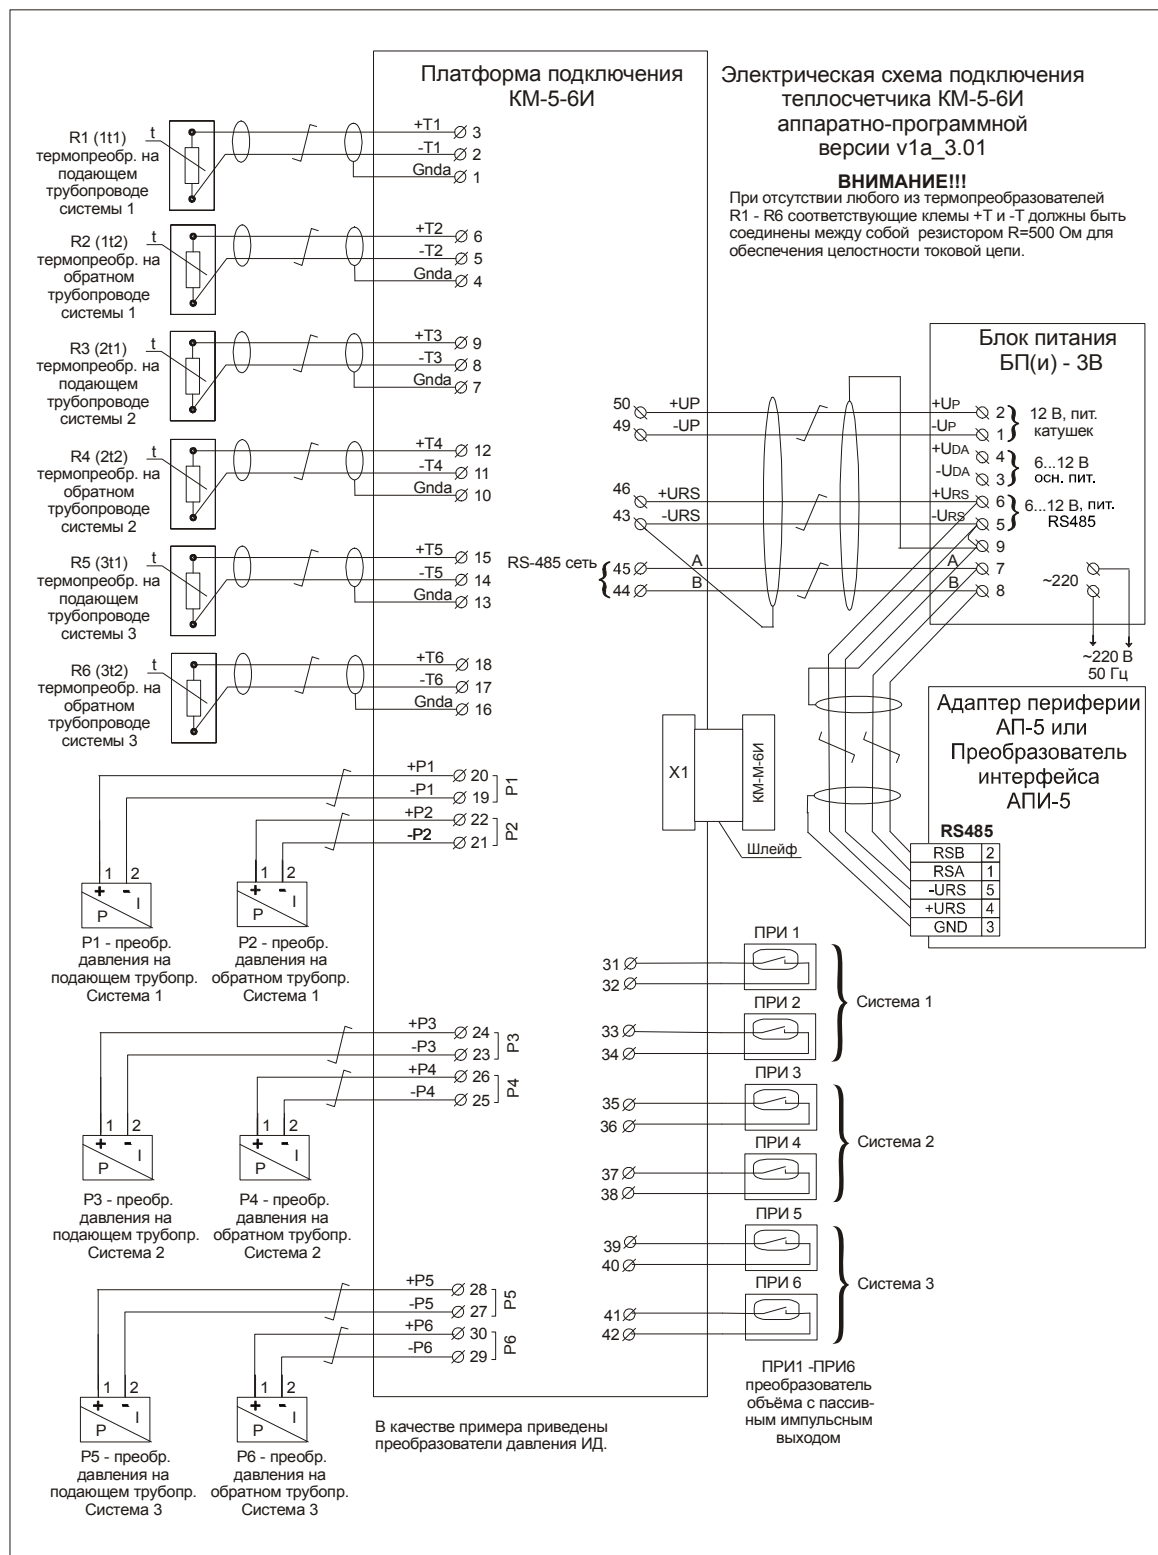 Платформа подключения
КМ-5-6И
Электрическая схема подключения
теплосчетчика КМ-5-6И
аппаратно-программной
версии v1a_3.01
ВНИМАНИЕ!!!
При отсутствии любого из термопреобразователей
R1 - R6 соответствующие клемы +T и -T должны быть
соединены между собой резистором R=500 Ом для
обеспечения целостности токовой цепи.
R1 (1t1)
термопреобр. на
подающем
трубопроводе
системы 1
t
+T1 3
-T1 2
Gnda 1
R2 (1t2)
термопреобр. на
обратном
трубопроводе
системы 1
t
+T2 6
-T2 5
Gnda 4
R3 (2t1)
термопреобр. на
подающем
трубопроводе
системы 2
t
+T3 9
-T3 8
Gnda 7
R4 (2t2)
термопреобр. на
обратном
трубопроводе
системы 2
t
+T4 12
-T4 11
Gnda 10
R5 (3t1)
термопреобр. на
подающем
трубопроводе
системы 3
t
+T5 15
-T5 14
Gnda 13
R6 (3t2)
термопреобр. на
обратном
трубопроводе
системы 3
t
+T6 18
-T6 17
Gnda 16
50 +UP
49 -UP
46 +URS
43 -URS
RS-485 сеть
45 A
44 B
Блок питания
БП(и) - 3В
+UP 2
-UP 1
12 В, пит.
катушек
+UDA 4
-UDA 3
6...12 В
осн. пит.
+URS 6
-URS 5
6...12 В, пит.
RS485
9
A 7
B 8
~220
~220 В
50 Гц
Адаптер периферии
АП-5 или
Преобразователь
интерфейса
АПИ-5
RS485
RSB 2
RSA 1
-URS 5
+URS 4
GND 3
X1
КМ-М-6И
Шлейф
+P1 20
-P1 19
P1
+P2 22
-P2 21
P2
1 2
+ -
P I
1 2
+ -
P I
P1 - преобр.
давления на
подающем трубопр.
Система 1
P2 - преобр.
давления на
обратном трубопр.
Система 1
+P3 24
-P3 23
P3
+P4 26
-P4 25
P4
1 2
+ -
P I
1 2
+ -
P I
P3 - преобр.
давления на
подающем трубопр.
Система 2
P4 - преобр.
давления на
обратном трубопр.
Система 2
+P5 28
-P5 27
P5
+P6 30
-P6 29
P6
1 2
+ -
P I
1 2
+ -
P I
P5 - преобр.
давления на
подающем трубопр.
Система 3
P6 - преобр.
давления на
обратном трубопр.
Система 3
В качестве примера приведены
преобразователи давления ИД.
ПРИ 1
31
32
ПРИ 2
33
34
Система 1
ПРИ 3
35
36
ПРИ 4
37
38
Система 2
ПРИ 5
39
40
ПРИ 6
41
42
Система 3
ПРИ1 -ПРИ6
преобразователь
объёма с пассив-
ным импульсным
выходом